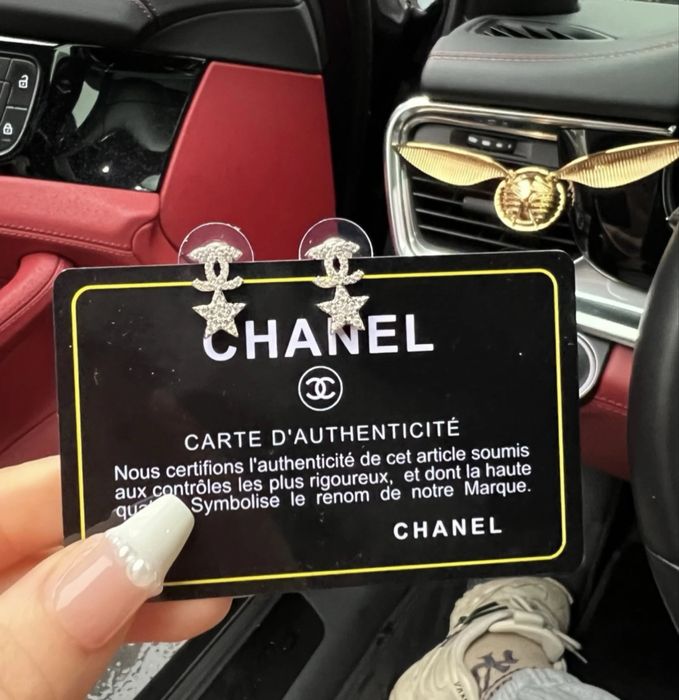 CHANEL
CARTE D'AUTHENTICITÉ
Nous certifions l'authenticité de cet article soumis
aux contrôles les plus rigoureux, et dont la haute
Symbolise le renom de notre Marque.
CHANEL